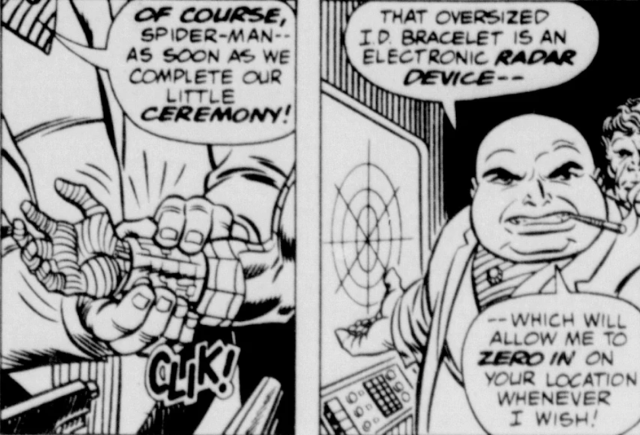 OF COURSE,
SPIDER-MAN--
AS SOON AS WE
COMPLETE OUR
LITTLE
CEREMONY!
CLIK!
THAT OVERSIZED
I.D. BRACELET IS AN
ELECTRONIC RADAR
DEVICE--
--WHICH WILL
ALLOW ME TO
ZERO IN ON
YOUR LOCATION
WHENEVER
I WISH!